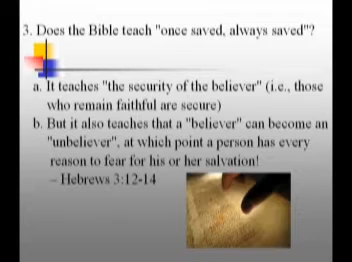 3. Does the Bible teach "once saved, always saved"?
a. It teaches "the security of the believer" (i.e., those
who remain faithful are secure)
b. But it also teaches that a "believer" can become an
"unbeliever", at which point a person has every
reason to fear for his or her salvation!
– Hebrews 3:12-14